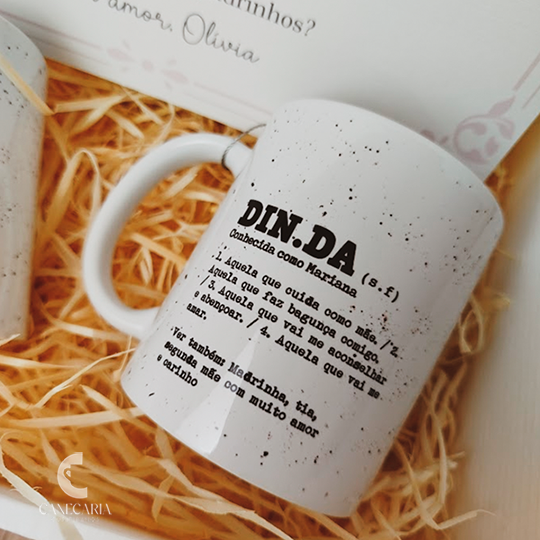 drinhos?
amor, Olívia
DIN.DA (s.f)
Conhecida como Mariana
1. Aquela que cuida como mãe. /2.
Aquela que faz bagunça comigo.
/3. Aquela que vai me aconselhar
e abençoar. /4. Aquela que vai me
amar.
Ver também: Madrinha, tia,
segunda mãe com muito amor
e carinho
CANECARIA